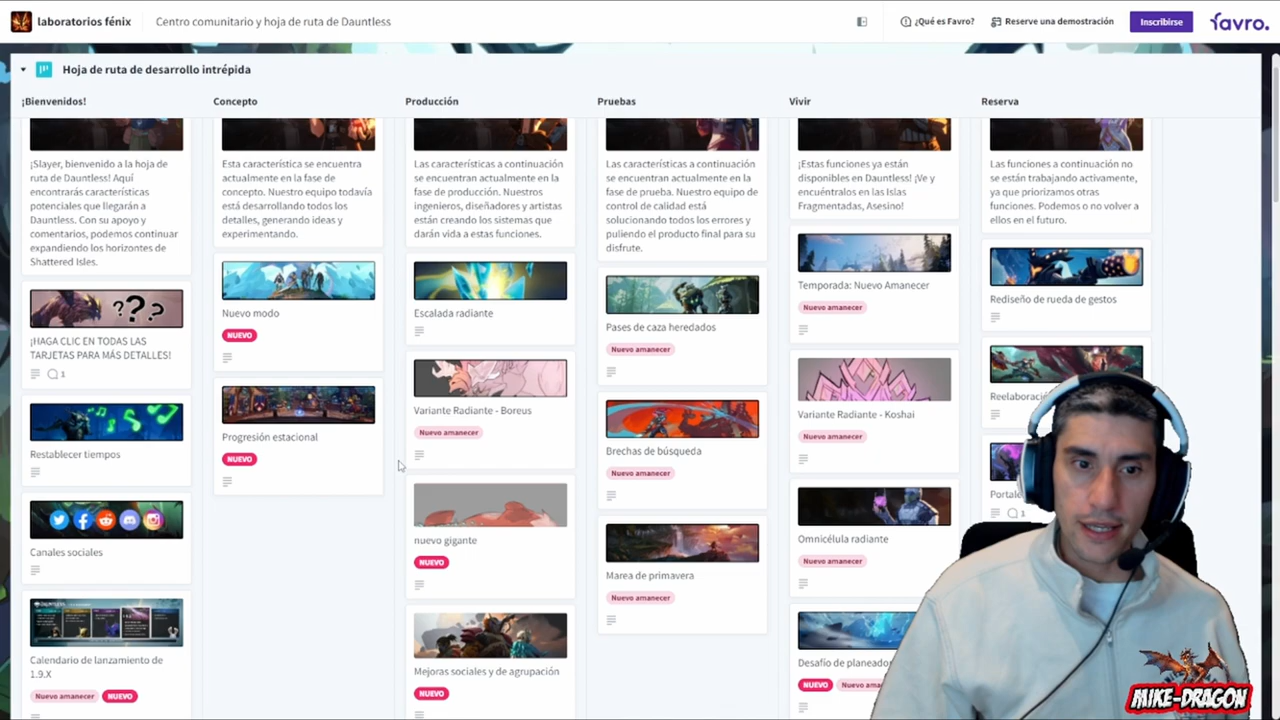 laboratorios fénix
Centro comunitario y hoja de ruta de Dauntless
¿Qué es Favro?
Reserve una demostración
Inscribirse
favro.
Hoja de ruta de desarrollo intrépida
¡Bienvenidos!
Concepto
Producción
Pruebas
Vivir
Reserva
¡Slayer, bienvenido a la hoja
de ruta de Dauntless! Aquí
encontrarás características
potenciales que llegarán a
Dauntless. Con su apoyo y
comentarios, podemos continuar
expandiendo los horizontes de
Shattered Isles.
???
¡HAGA CLIC EN TODAS LAS
TARJETAS PARA MÁS DETALLES!
1
Restablecer tiempos
Canales sociales
Calendario de lanzamiento de
1.9.X
Nuevo amanecer
NUEVO
Esta característica se encuentra
actualmente en la fase de
concepto. Nuestro equipo todavía
está desarrollando todos los
detalles, generando ideas y
experimentando.
Nuevo modo
NUEVO
Progresión estacional
NUEVO
Las características a continuación
se encuentran actualmente en la
fase de producción. Nuestros
ingenieros, diseñadores y artistas
están creando los sistemas que
darán vida a estas funciones.
Escalada radiante
Variante Radiante - Boreus
Nuevo amanecer
nuevo gigante
NUEVO
Mejoras sociales y de agrupación
NUEVO
Las características a continuación
se encuentran actualmente en la
fase de prueba. Nuestro equipo de
control de calidad está
solucionando todos los errores y
puliendo el producto final para su
disfrute.
Pases de caza heredados
Nuevo amanecer
Brechas de búsqueda
Nuevo amanecer
Marea de primavera
Nuevo amanecer
¡Estas funciones ya están
disponibles en Dauntless! ¡Ve y
encuéntralos en las Islas
Fragmentadas, Asesino!
Temporada: Nuevo Amanecer
Nuevo amanecer
Variante Radiante - Koshai
Nuevo amanecer
Omnicélula radiante
Nuevo amanecer
Desafío de planeador
NUEVO
Nuevo
Las funciones a continuación no
se están trabajando activamente,
ya que priorizamos otras
funciones. Podemos o no volver a
ellos en el futuro.
Rediseño de rueda de gestos
1
MIKE-DRAGON